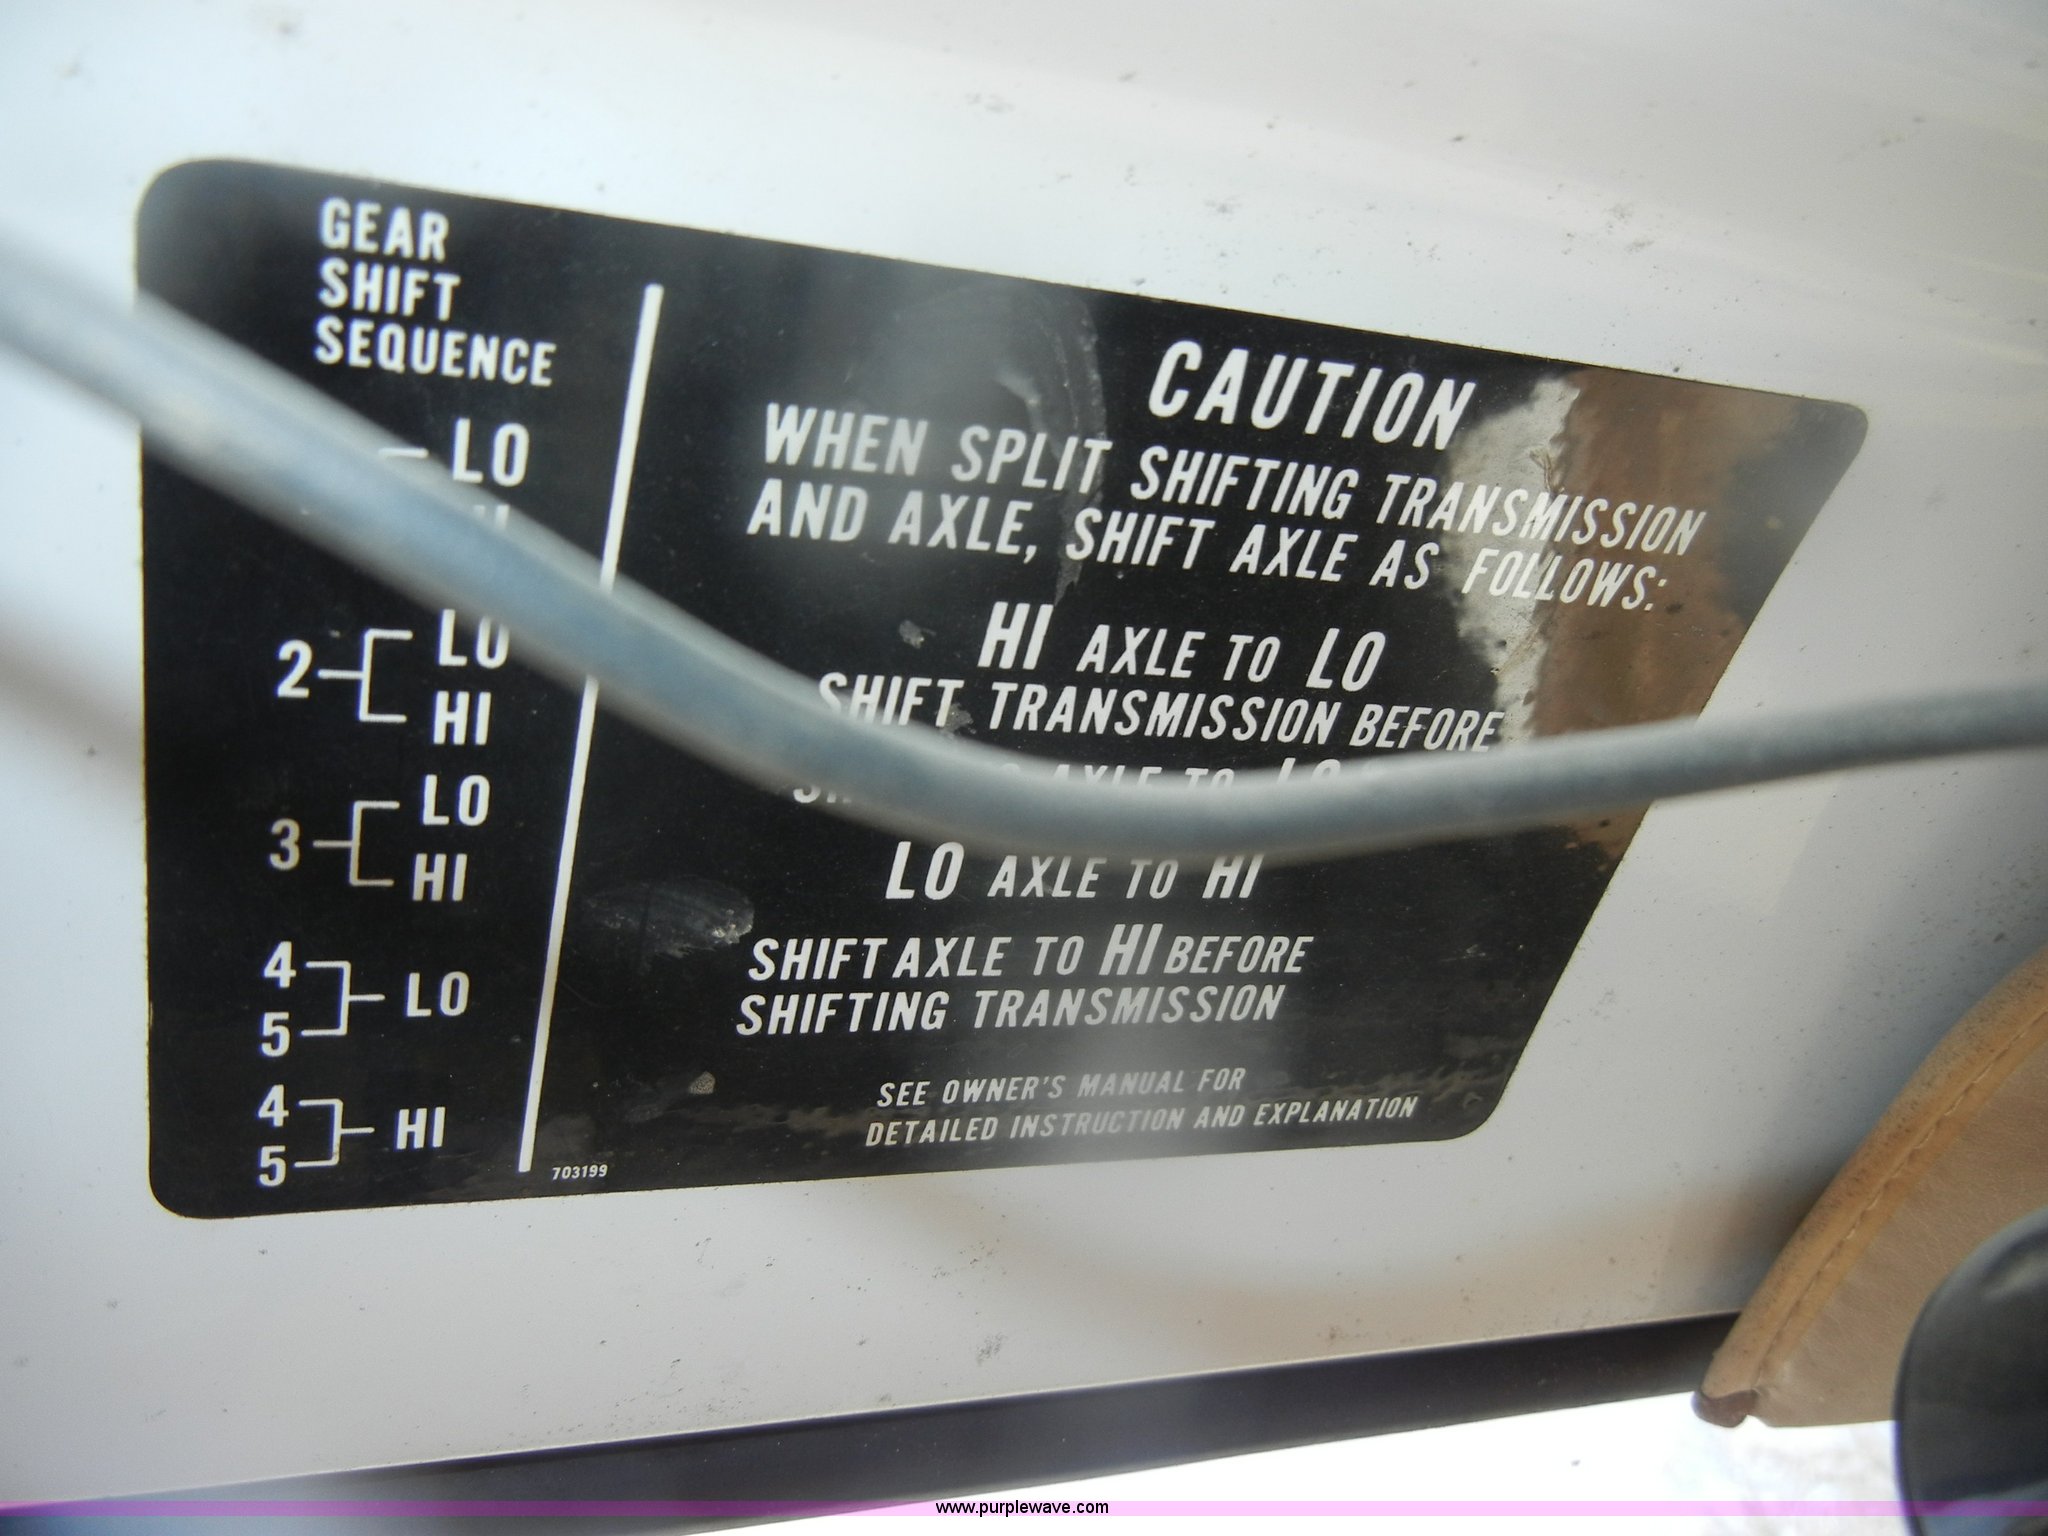 GEAR
SHIFT
SEQUENCE
LO
2 LO
HI
3 LO
HI
4
5 LO
4
5 HI
703199
CAUTION
WHEN SPLIT SHIFTING TRANSMISSION
AND AXLE, SHIFT AXLE AS FOLLOWS:
HI AXLE TO LO
SHIFT TRANSMISSION BEFORE
AXLE TO LO
LO AXLE TO HI
SHIFT AXLE TO HI BEFORE
SHIFTING TRANSMISSION
SEE OWNER'S MANUAL FOR
DETAILED INSTRUCTION AND EXPLANATION
www.purplewave.com